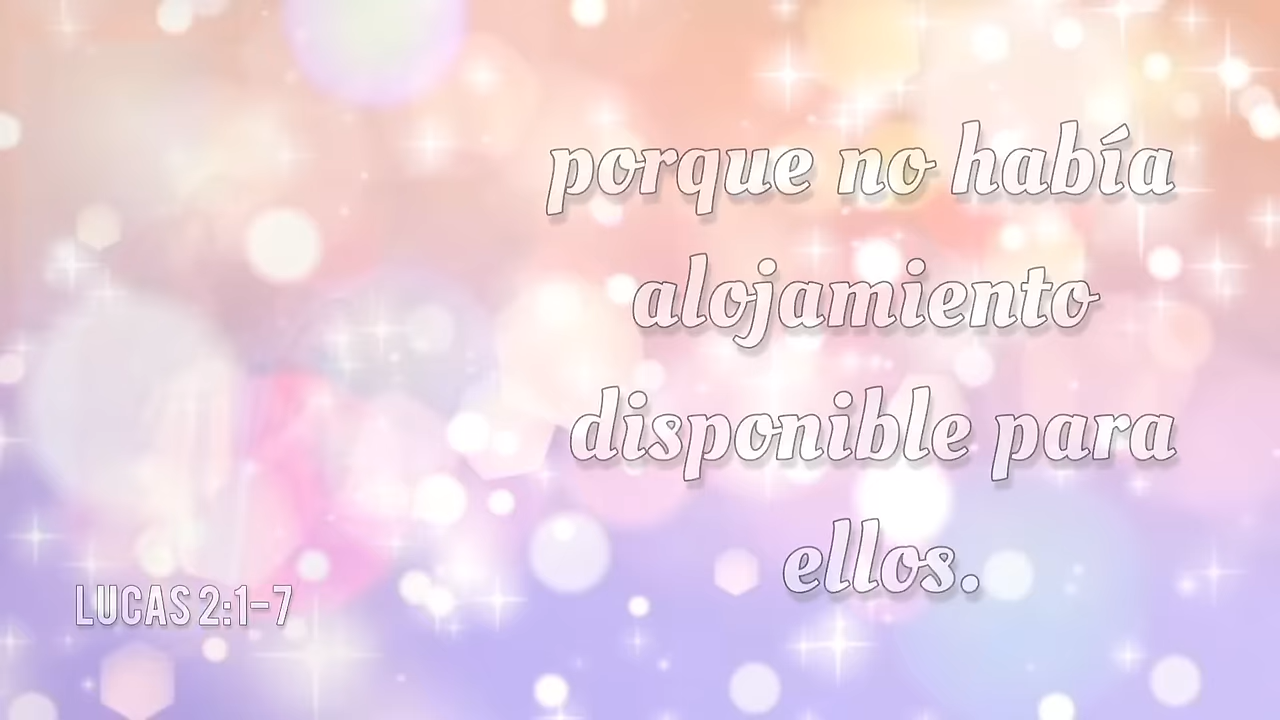 porque no había
alojamiento
disponible para
ellos.
LUCAS 2:1-7